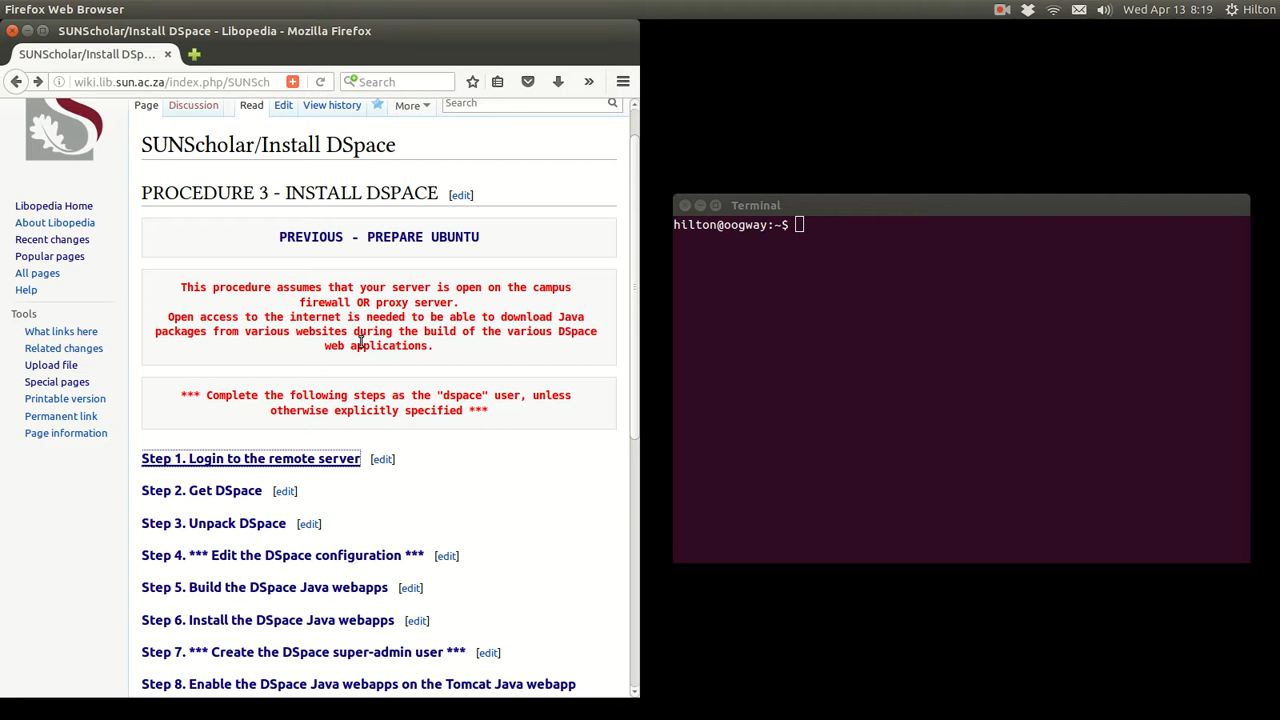 Firefox Web Browser
Wed Apr 13 8:19 Hilton
SUNScholar/Install DSpace - Libopedia - Mozilla Firefox
SUNScholar/Install DSp...
wiki.lib.sun.ac.za/index.php/SUNSch
Search
Page Discussion Read Edit View history More Search
SUNScholar/Install DSpace
PROCEDURE 3 - INSTALL DSPACE [edit]
PREVIOUS - PREPARE UBUNTU
This procedure assumes that your server is open on the campus
firewall OR proxy server.
Open access to the internet is needed to be able to download Java
packages from various websites during the build of the various DSpace
web applications.
*** Complete the following steps as the "dspace" user, unless
otherwise explicitly specified ***
Step 1. Login to the remote server [edit]
Step 2. Get DSpace [edit]
Step 3. Unpack DSpace [edit]
Step 4. *** Edit the DSpace configuration *** [edit]
Step 5. Build the DSpace Java webapps [edit]
Step 6. Install the DSpace Java webapps [edit]
Step 7. *** Create the DSpace super-admin user *** [edit]
Step 8. Enable the DSpace Java webapps on the Tomcat Java webapp
Libopedia Home
About Libopedia
Recent changes
Popular pages
All pages
Help
Tools
What links here
Related changes
Upload file
Special pages
Printable version
Permanent link
Page information
Terminal
hilton@oogway:~$